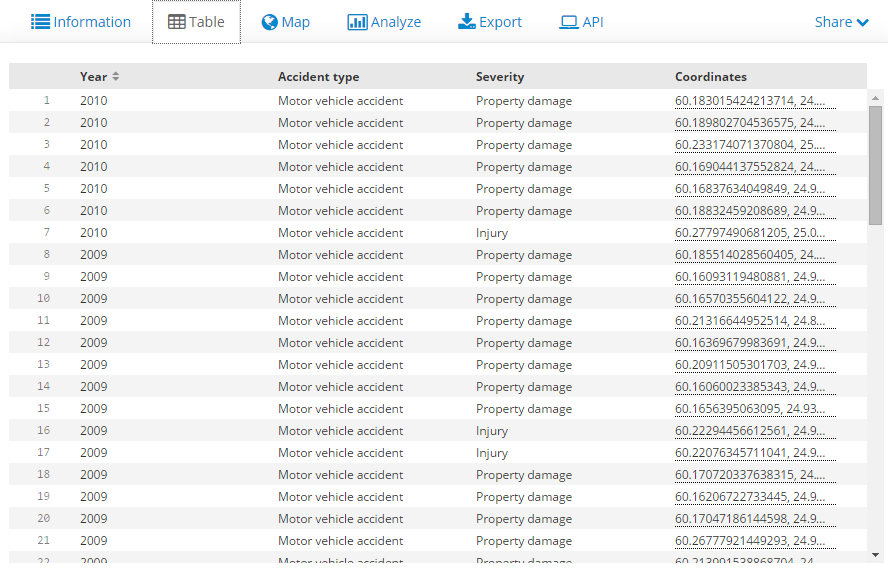 Information Table Map Analyze Export API Share
Year Accident type Severity Coordinates
1 2010 Motor vehicle accident Property damage 60.183015424213714, 24....
2 2010 Motor vehicle accident Property damage 60.189802704536575, 24....
3 2010 Motor vehicle accident Property damage 60.233174071370804, 25....
4 2010 Motor vehicle accident Property damage 60.169044137552824, 24....
5 2010 Motor vehicle accident Property damage 60.16837634049849, 24.9...
6 2010 Motor vehicle accident Property damage 60.18832459208689, 24.9...
7 2010 Motor vehicle accident Injury 60.27797490681205, 25.0...
8 2009 Motor vehicle accident Property damage 60.185514028560405, 24....
9 2009 Motor vehicle accident Property damage 60.16093119480881, 24.9...
10 2009 Motor vehicle accident Property damage 60.16570355604122, 24.9...
11 2009 Motor vehicle accident Property damage 60.21316644952514, 24.8...
12 2009 Motor vehicle accident Property damage 60.16369679983691, 24.9...
13 2009 Motor vehicle accident Property damage 60.20911505301703, 24.9...
14 2009 Motor vehicle accident Property damage 60.16060023385343, 24.9...
15 2009 Motor vehicle accident Property damage 60.1656395063095, 24.93...
16 2009 Motor vehicle accident Injury 60.22294456612561, 24.9...
17 2009 Motor vehicle accident Injury 60.22076345711041, 24.9...
18 2009 Motor vehicle accident Property damage 60.170720337638315, 24....
19 2009 Motor vehicle accident Property damage 60.16206722733445, 24.9...
20 2009 Motor vehicle accident Property damage 60.17047186144598, 24.9...
21 2009 Motor vehicle accident Property damage 60.26777921449293, 24.9...
22 2009 Motor vehicle accident Property damage 60.213991538868704, 24....